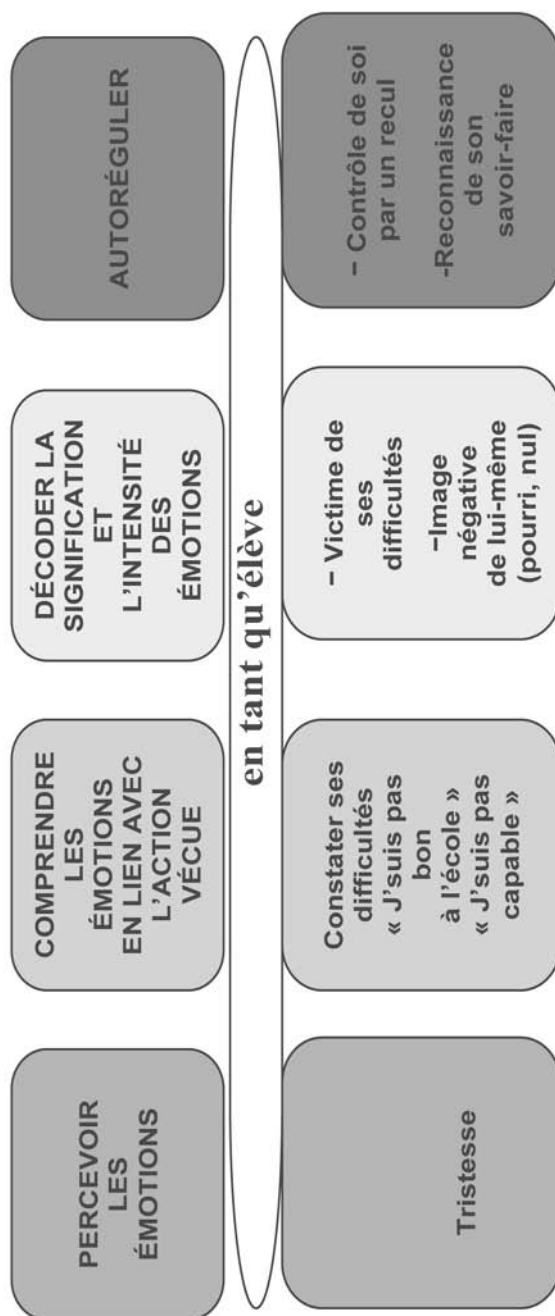 PERCEVOIR
LES
ÉMOTIONS
COMPRENDRE
LES
ÉMOTIONS
EN LIEN AVEC
L'ACTION
VÉCUE
DÉCODER LA
SIGNIFICATION
ET
L'INTENSITÉ
DES
ÉMOTIONS
AUTORÉGULER
en tant qu'élève
Tristesse
Constater ses
difficultés
« J'suis pas
bon
à l'école »
« J'suis pas
capable »
– Victime de
ses
difficultés
–Image
négative
de lui-même
(pourri, nul)
– Contrôle de soi
par un recul
-Reconnaissance
de son
savoir-faire